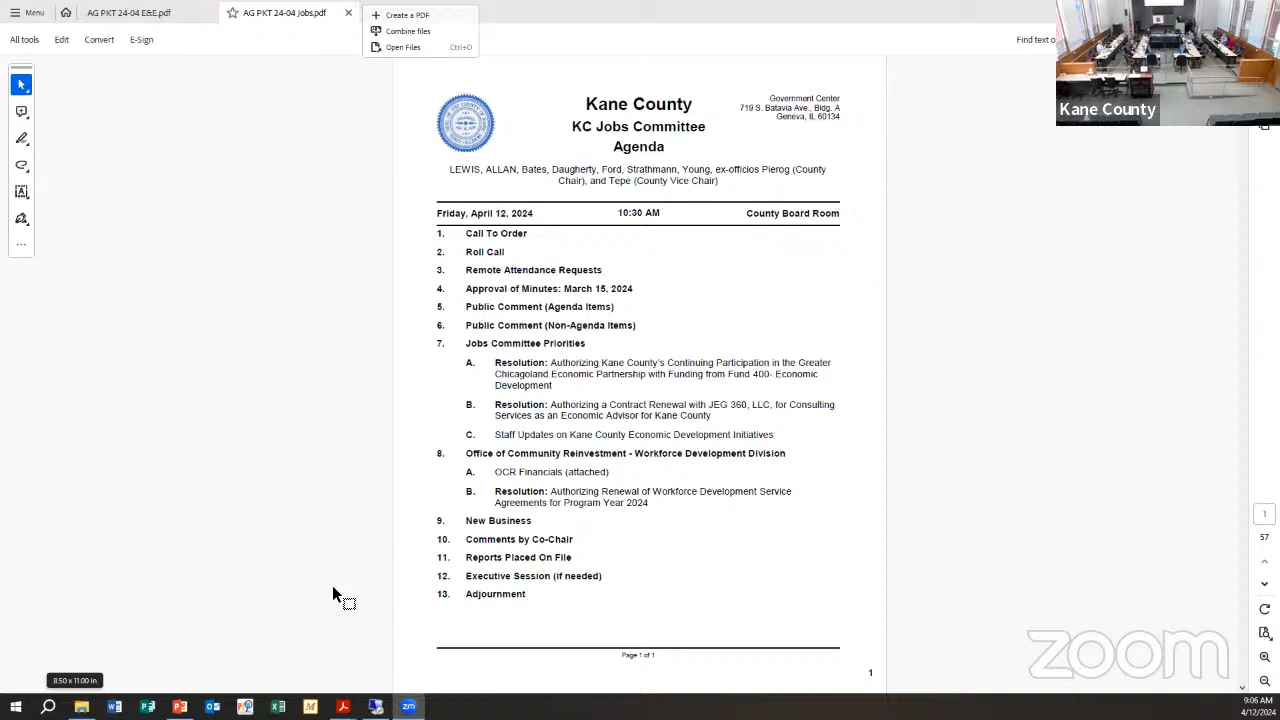 Menu
AG PKT 24-04 E&E.pdf
AG PKT 24-04 Jobs.pdf
Create a PDF
Combine files
Open Files Ctrl+O
All tools Edit Convert E-Sign
Find text o
Kane County
Kane County
KC Jobs Committee
Agenda
Government Center
719 S. Batavia Ave., Bldg. A
Geneva, IL 60134
LEWIS, ALLAN, Bates, Daugherty, Ford, Strathmann, Young, ex-officios Pierog (County
Chair), and Tepe (County Vice Chair)
Friday, April 12, 2024 10:30 AM County Board Room
1. Call To Order
2. Roll Call
3. Remote Attendance Requests
4. Approval of Minutes: March 15, 2024
5. Public Comment (Agenda Items)
6. Public Comment (Non-Agenda Items)
7. Jobs Committee Priorities
A. Resolution: Authorizing Kane County's Continuing Participation in the Greater
Chicagoland Economic Partnership with Funding from Fund 400- Economic
Development
B. Resolution: Authorizing a Contract Renewal with JEG 360, LLC, for Consulting
Services as an Economic Advisor for Kane County
C. Staff Updates on Kane County Economic Development Initiatives
8. Office of Community Reinvestment - Workforce Development Division
A. OCR Financials (attached)
B. Resolution: Authorizing Renewal of Workforce Development Service
Agreements for Program Year 2024
9. New Business
10. Comments by Co-Chair
11. Reports Placed On File
12. Executive Session (if needed)
13. Adjournment
Page 1 of 1
1
1
57
zoom
8.50 x 11.00 in
zm
9:06 AM
4/12/2024